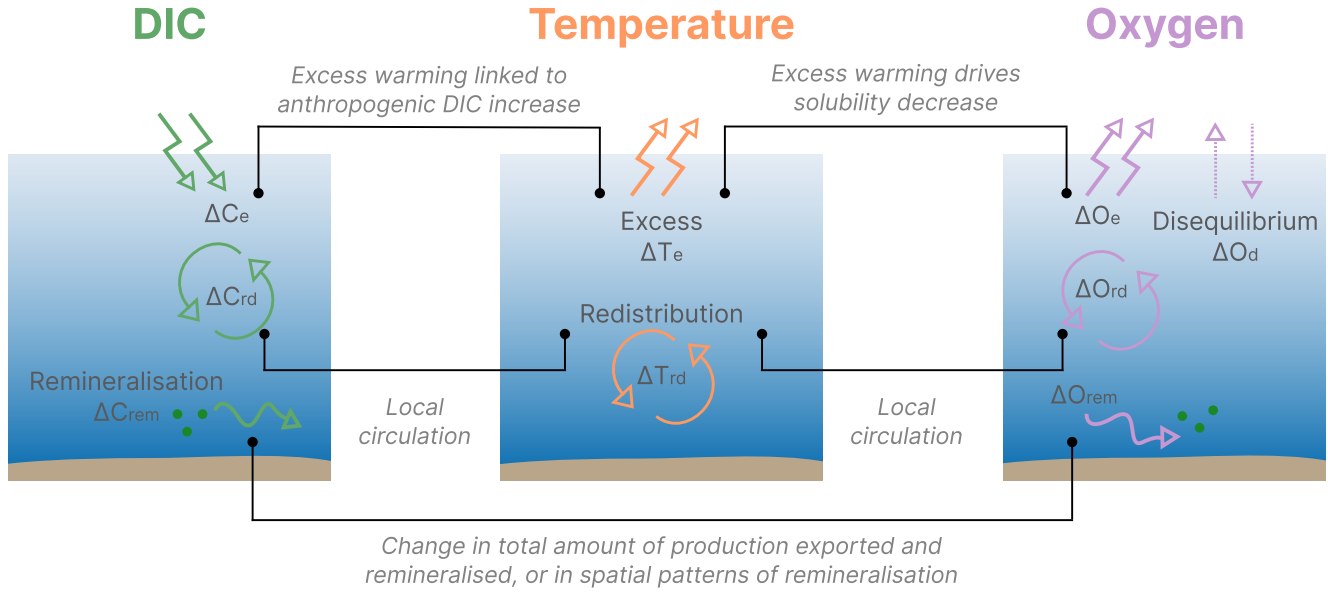 DIC
Temperature
Oxygen
Excess warming linked to
anthropogenic DIC increase
Excess warming drives
solubility decrease
ΔCe
ΔCrd
Remineralisation
ΔCrem
Excess
ΔTe
Redistribution
ΔTrd
ΔOe
Disequilibrium
ΔOd
ΔOrd
ΔOrem
Local
circulation
Local
circulation
Change in total amount of production exported and
remineralised, or in spatial patterns of remineralisation